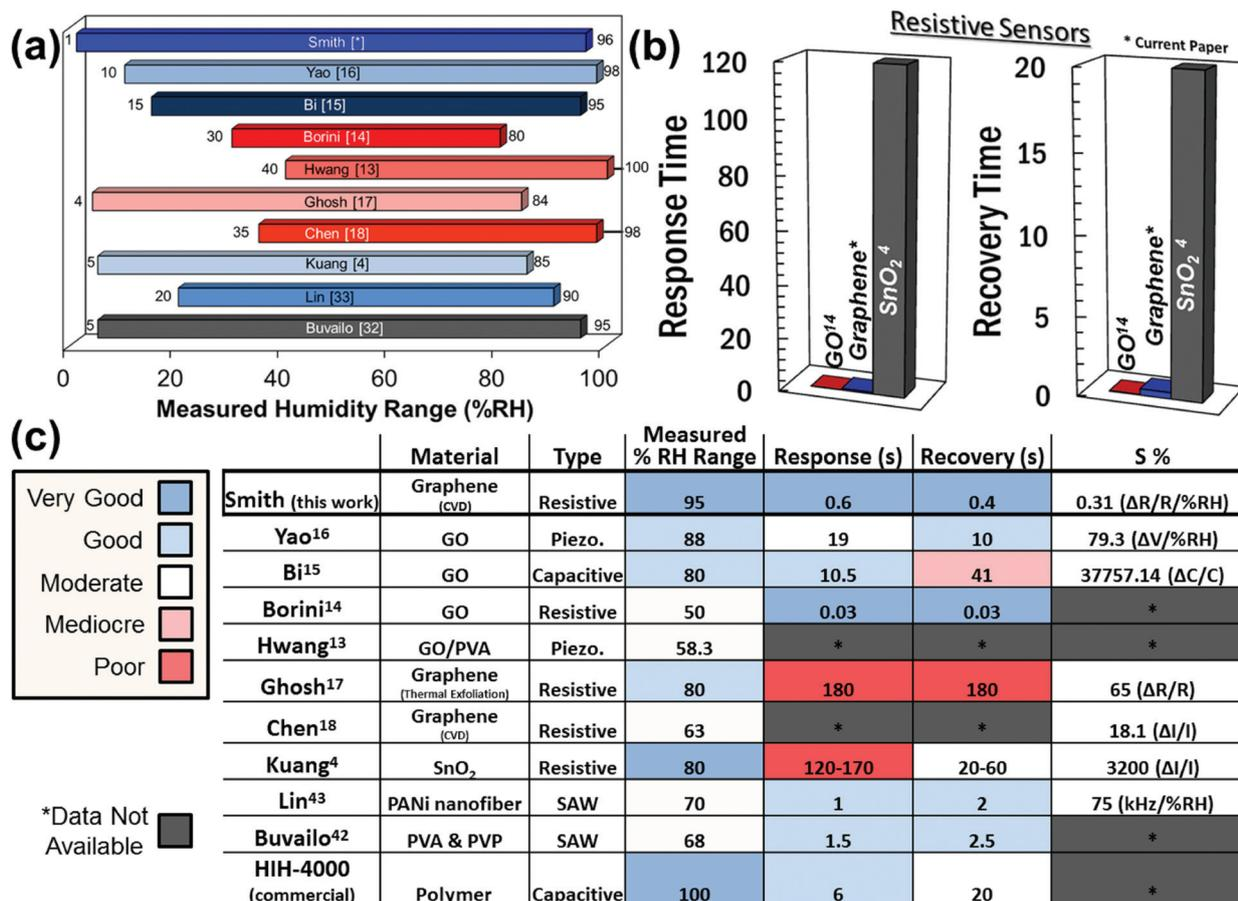 (a)
1 Smith [*] 96
10 Yao [16] 98
15 Bi [15] 95
30 Borini [14] 80
40 Hwang [13] 100
4 Ghosh [17] 84
35 Chen [18] 98
5 Kuang [4] 85
20 Lin [33] 90
5 Buvailo [32] 95
0 20 40 60 80 100
Measured Humidity Range (%RH)
(b)
Resistive Sensors
* Current Paper
Response Time
120
100
80
60
40
20
0
GO¹⁴
Graphene*
SnO₂ ⁴
Recovery Time
20
15
10
5
0
GO¹⁴
Graphene*
SnO₂ ⁴
(c)
Very Good
Good
Moderate
Mediocre
Poor
*Data Not
Available
Material Type Measured % RH Range Response (s) Recovery (s) S %
Smith (this work) Graphene (CVD) Resistive 95 0.6 0.4 0.31 (ΔR/R/%RH)
Yao¹⁶ GO Piezo. 88 19 10 79.3 (ΔV/%RH)
Bi¹⁵ GO Capacitive 80 10.5 41 37757.14 (ΔC/C)
Borini¹⁴ GO Resistive 50 0.03 0.03 *
Hwang¹³ GO/PVA Piezo. 58.3 * * *
Ghosh¹⁷ Graphene (Thermal Exfoliation) Resistive 80 180 180 65 (ΔR/R)
Chen¹⁸ Graphene (CVD) Resistive 63 * * 18.1 (ΔI/I)
Kuang⁴ SnO₂ Resistive 80 120-170 20-60 3200 (ΔI/I)
Lin⁴³ PANi nanofiber SAW 70 1 2 75 (kHz/%RH)
Buvailo⁴² PVA & PVP SAW 68 1.5 2.5 *
HIH-4000 (commercial) Polymer Capacitive 100 6 20 *